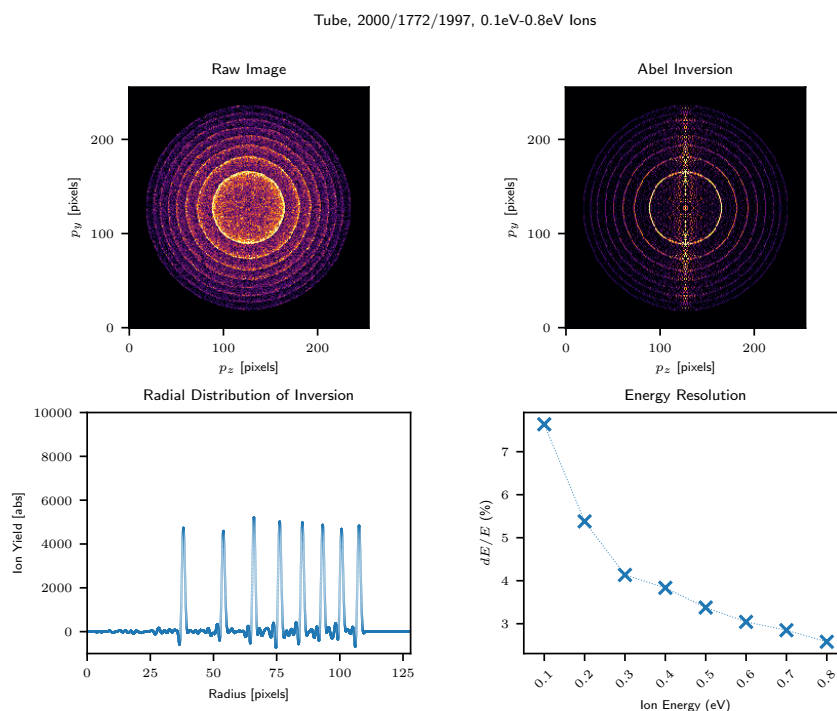 Tube, 2000/1772/1997, 0.1eV-0.8eV Ions
Raw Image
Abel Inversion
200
100
0
p_y [pixels]
0
100
200
p_z [pixels]
200
100
0
p_y [pixels]
0
100
200
p_z [pixels]
Radial Distribution of Inversion
Energy Resolution
10000
8000
6000
4000
2000
0
Ion Yield [abs]
0
25
50
75
100
125
Radius [pixels]
7
6
5
4
3
dE/E (%)
0.1
0.2
0.3
0.4
0.5
0.6
0.7
0.8
Ion Energy (eV)